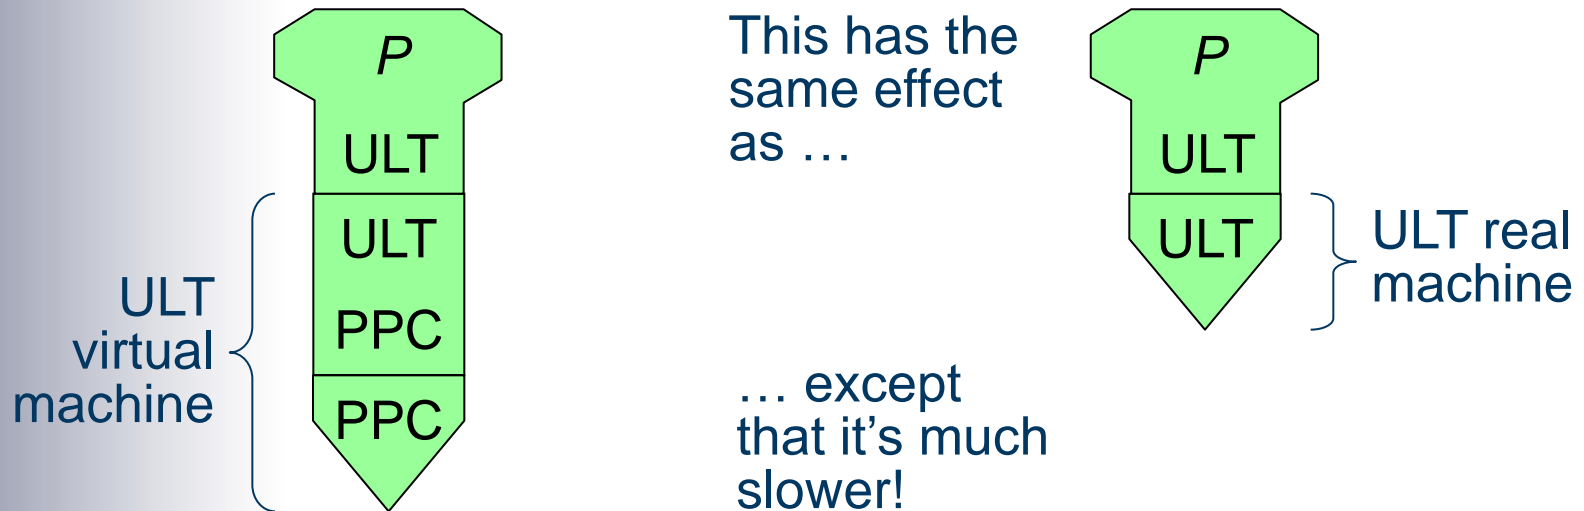 P
ULT
ULT
PPC
PPC
ULT
virtual
machine
This has the
same effect
as …
… except
that it’s much
slower!
P
ULT
ULT
ULT real
machine